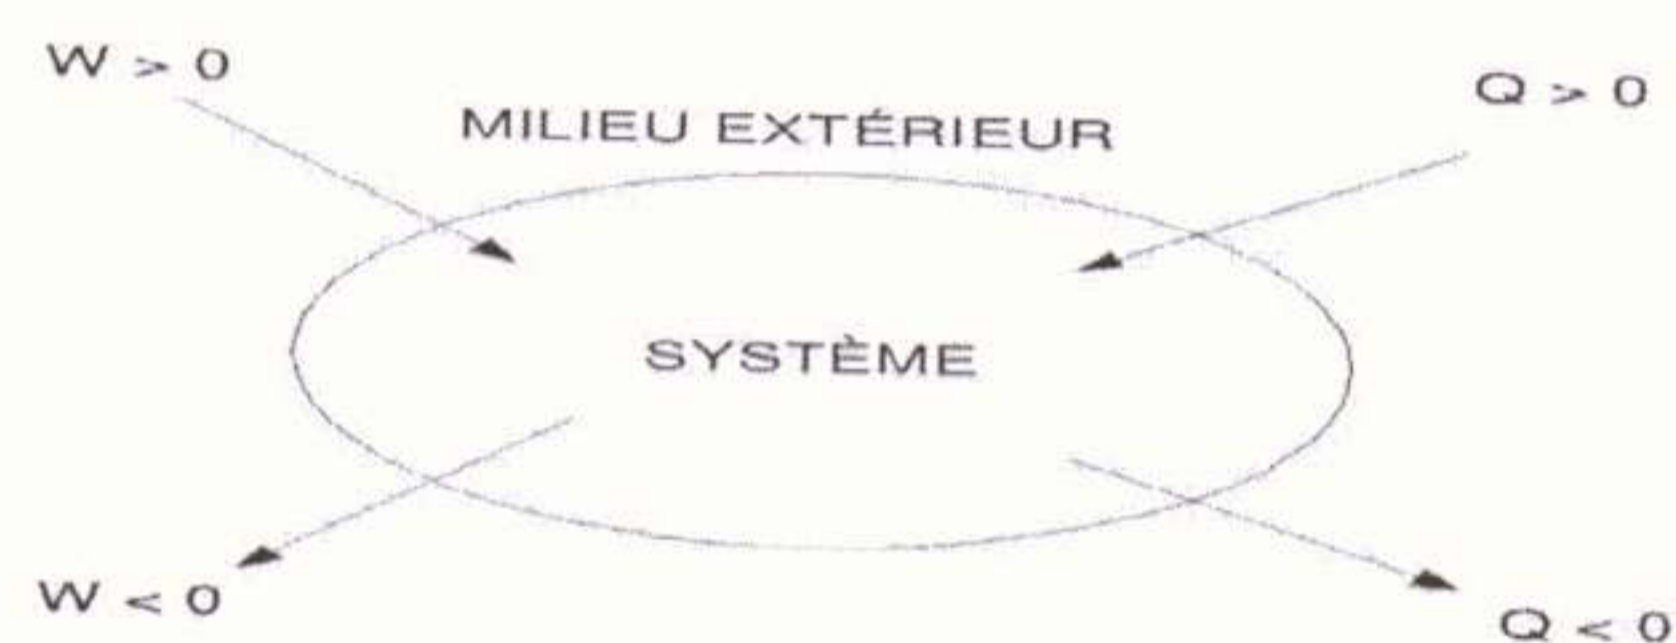 W > 0
Q > 0
MILIEU EXTÉRIEUR
SYSTÈME
W < 0
Q < 0